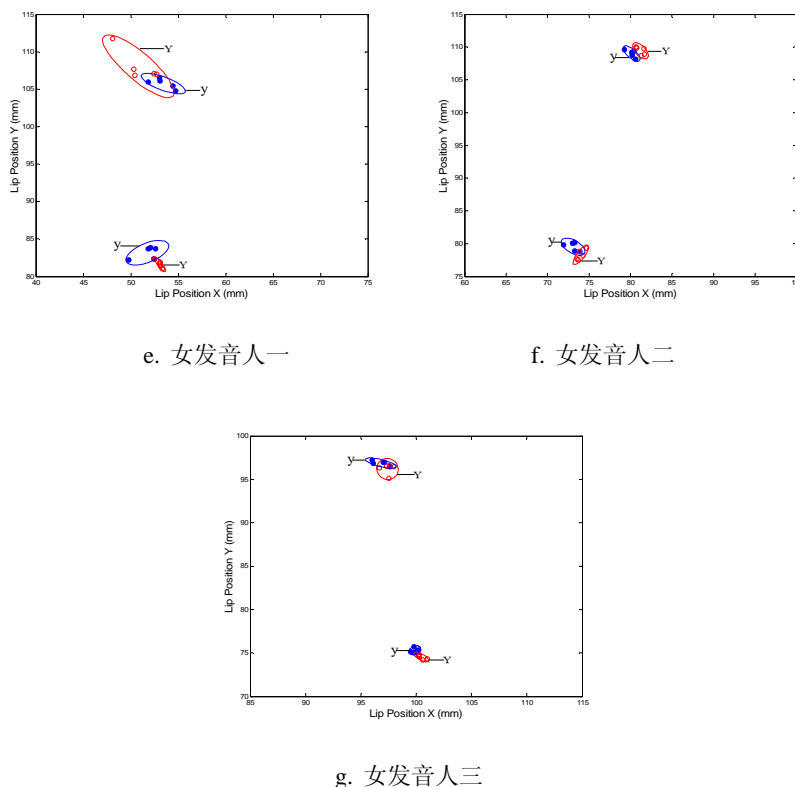 115
110
105
100
95
90
85
80
40 45 50 55 60 65 70 75
Lip Position Y (mm)
Lip Position X (mm)
Y
y
y
Y
e. 女发音人一
115
110
105
100
95
90
85
80
75
60 65 70 75 80 85 90 95 100
Lip Position Y (mm)
Lip Position X (mm)
Y
y
y
Y
f. 女发音人二
100
95
90
85
80
75
70
85 90 95 100 105 110 115
Lip Position Y (mm)
Lip Position X (mm)
y
Y
y
Y
g. 女发音人三